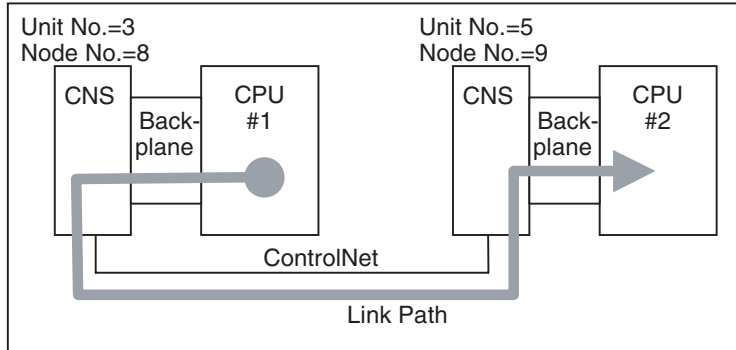 Unit No.=3
Node No.=8
CNS
Back-
plane
CPU
#1
Unit No.=5
Node No.=9
CNS
Back-
plane
CPU
#2
ControlNet
Link Path